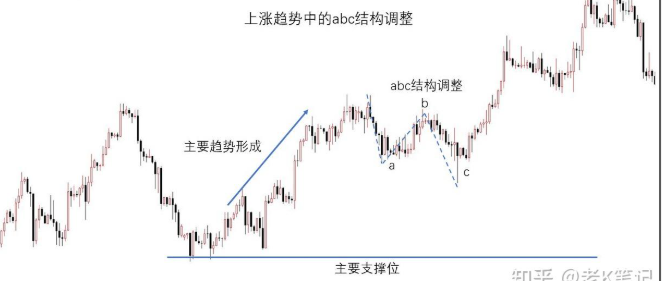 上涨趋势中的abc结构调整
abc结构调整
b
主要趋势形成
a
c
主要支撑位
知乎 @老K笔记